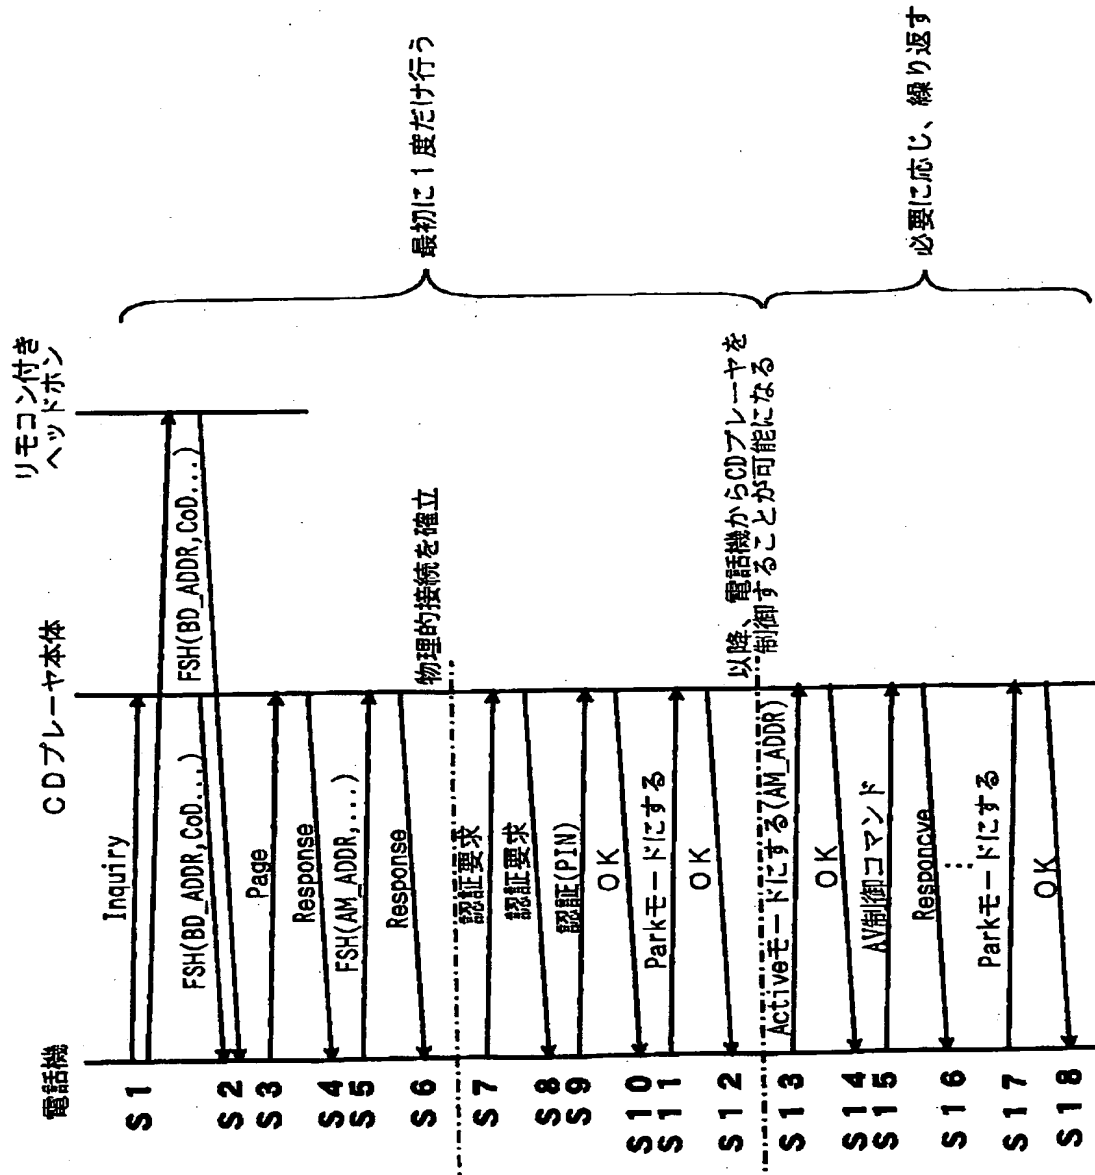 電話機
CDプレーヤ本体
リモコン付き
ヘッドホン
S1
Inquiry
FSH(BD_ADDR,CoD...)
FSH(BD_ADDR,CoD...)
S2
S3
Page
S4
Response
S5
FSH(AM_ADDR,...)
S6
Response
物理的接続を確立
S7
認証要求
S8
認証要求
S9
認証(PIN)
S10
OK
S11
Parkモードにする
S12
OK
以降、電話機からCDプレーヤを
制御することが可能になる
S13
Activeモードにする(AM_ADDR)
S14
OK
S15
AV制御コマンド
S16
Responcve
S17
Parkモードにする
S18
OK
最初に1度だけ行う
必要に応じ、繰り返す